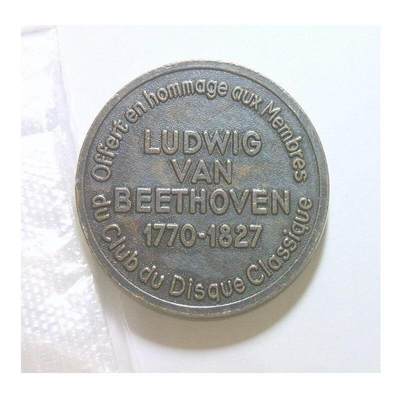 Offert en hommage aux Membres
LUDWIG
VAN
BEETHOVEN
1770-1827
du Club du Disque Classique